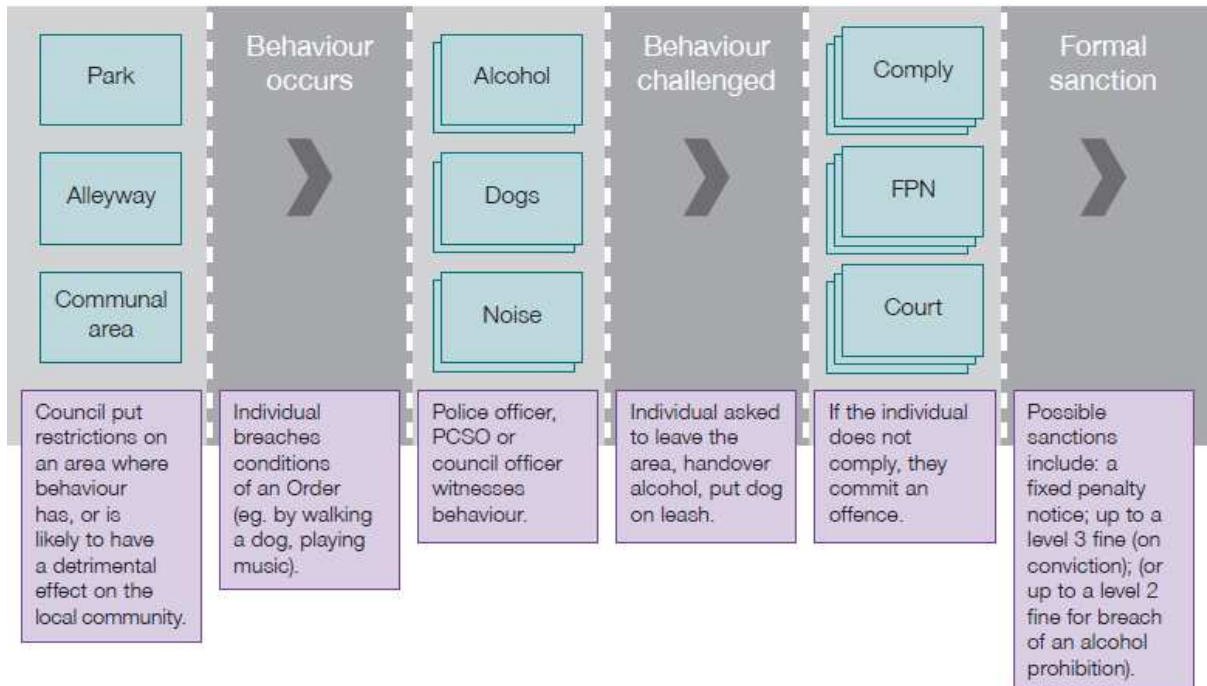 Park
Alleyway
Communal
area
Behaviour
occurs
Alcohol
Dogs
Noise
Behaviour
challenged
Comply
FPN
Court
Formal
sanction
Council put
restrictions on
an area where
behaviour
has, or is
likely to have
a detrimental
effect on the
local community.
Individual
breaches
conditions
of an Order
(eg. by walking
a dog, playing
music).
Police officer,
PCSO or
council officer
witnesses
behaviour.
Individual asked
to leave the
area, handover
alcohol, put dog
on leash.
If the individual
does not
comply, they
commit an
offence.
Possible
sanctions
include: a
fixed penalty
notice; up to a
level 3 fine (on
conviction); (or
up to a level 2
fine for breach
of an alcohol
prohibition).